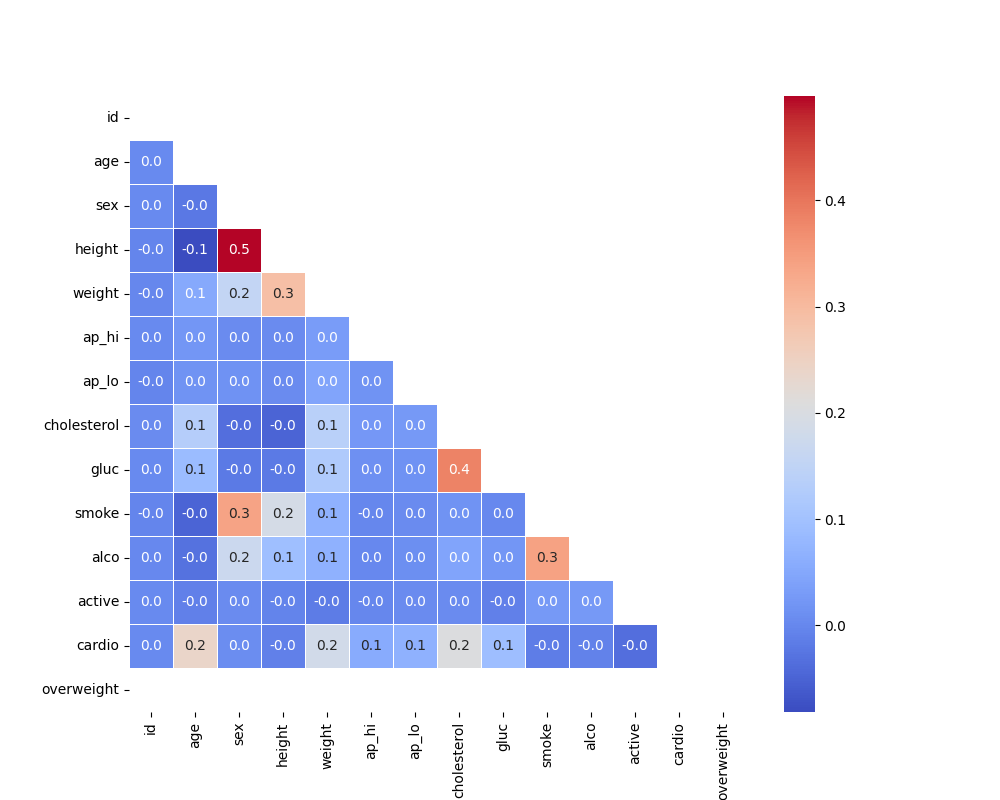 id
age 0.0
sex 0.0 -0.0
height -0.0 -0.1 0.5
weight -0.0 0.1 0.2 0.3
ap_hi 0.0 0.0 0.0 0.0 0.0
ap_lo -0.0 0.0 0.0 0.0 0.0 0.0
cholesterol 0.0 0.1 -0.0 -0.0 0.1 0.0 0.0
gluc 0.0 0.1 -0.0 -0.0 0.1 0.0 0.0 0.4
smoke -0.0 -0.0 0.3 0.2 0.1 -0.0 0.0 0.0 0.0
alco 0.0 -0.0 0.2 0.1 0.1 0.0 0.0 0.0 0.0 0.3
active 0.0 -0.0 0.0 -0.0 -0.0 -0.0 0.0 0.0 -0.0 0.0 0.0
cardio 0.0 0.2 0.0 -0.0 0.2 0.1 0.1 0.2 0.1 -0.0 -0.0 -0.0
overweight
id age sex height weight ap_hi ap_lo cholesterol gluc smoke alco active cardio overweight
0.4
0.3
0.2
0.1
0.0